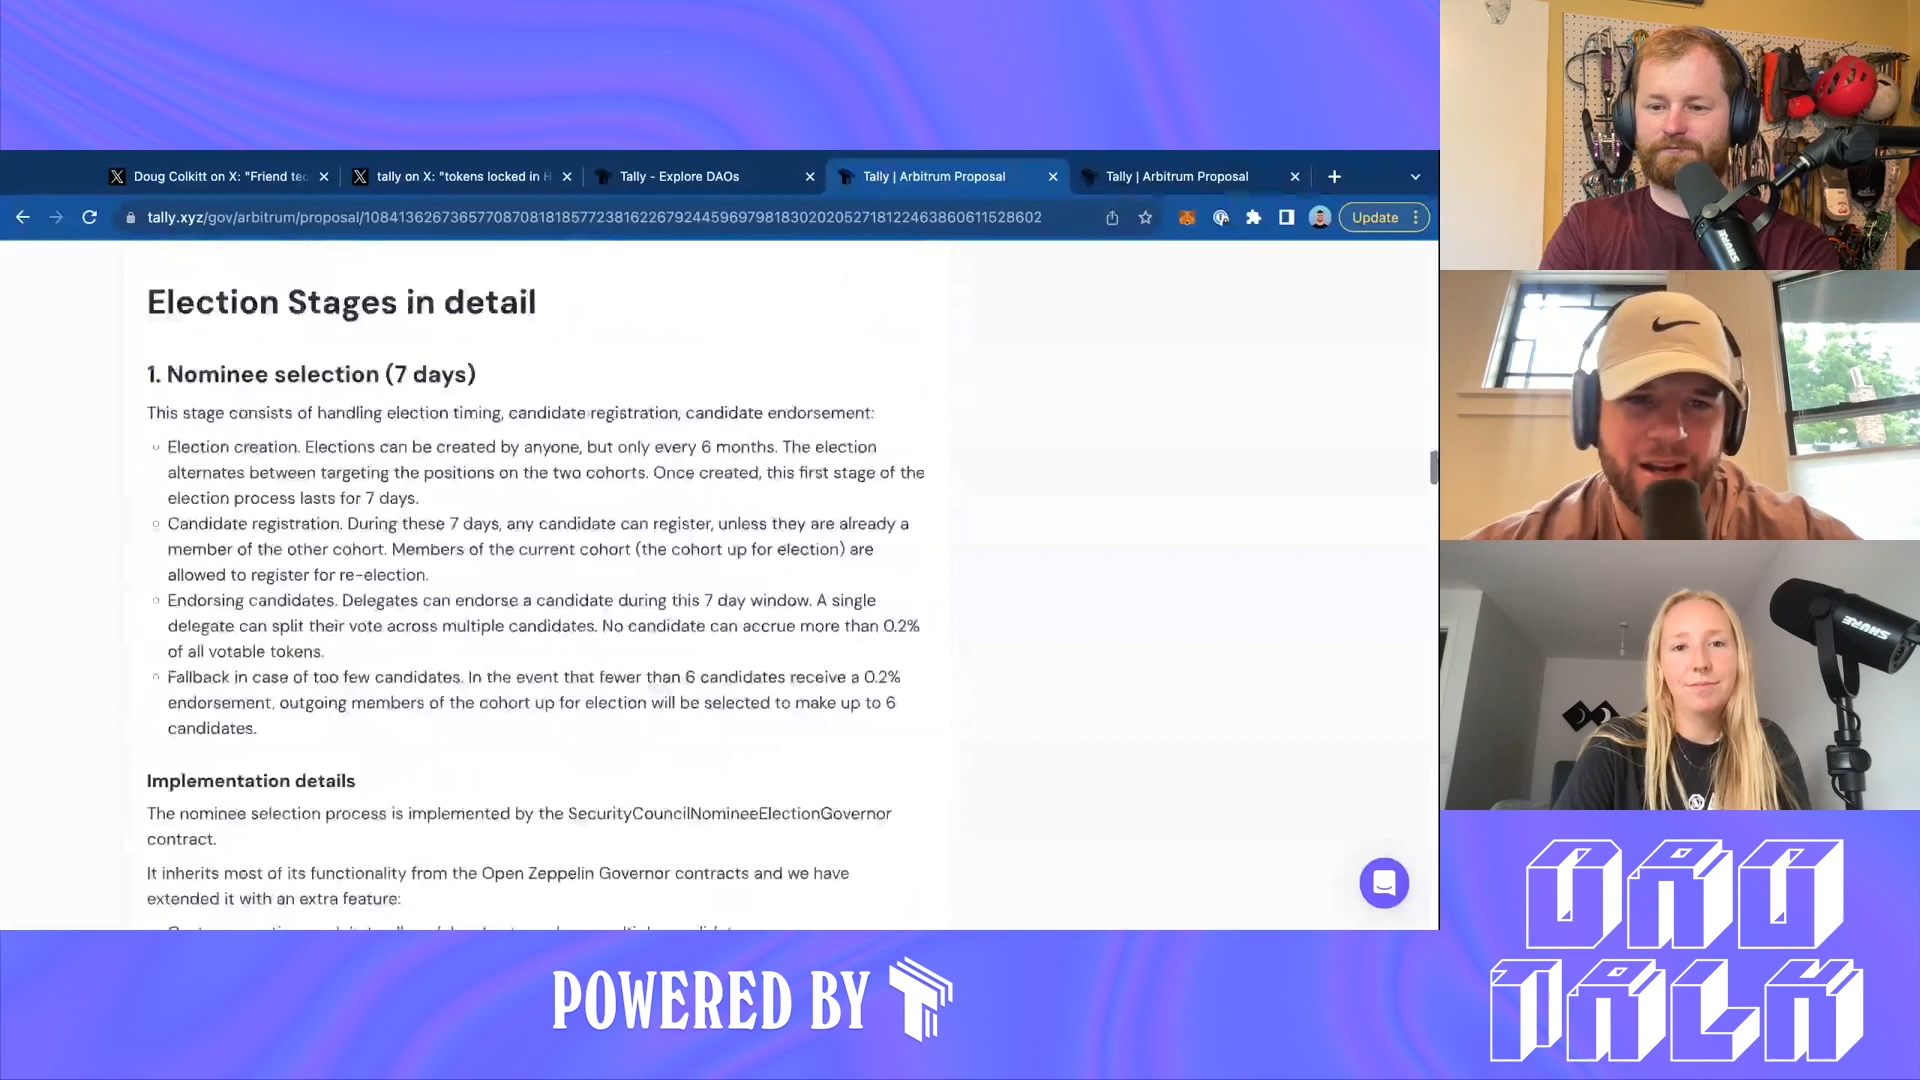 Doug Colkitt on X: "Friend tec
tally on X: "tokens locked in H
Tally - Explore DAOs
Tally | Arbitrum Proposal
Tally | Arbitrum Proposal
tally.xyz/gov/arbitrum/proposal/108413626736577087081818577238162267924459697981830202052718122463860611528602
Update
Election Stages in detail
1. Nominee selection (7 days)
This stage consists of handling election timing, candidate registration, candidate endorsement:
Election creation. Elections can be created by anyone, but only every 6 months. The election
alternates between targeting the positions on the two cohorts. Once created, this first stage of the
election process lasts for 7 days.
Candidate registration. During these 7 days, any candidate can register, unless they are already a
member of the other cohort. Members of the current cohort (the cohort up for election) are
allowed to register for re-election.
Endorsing candidates. Delegates can endorse a candidate during this 7 day window. A single
delegate can split their vote across multiple candidates. No candidate can accrue more than 0.2%
of all votable tokens.
Fallback in case of too few candidates. In the event that fewer than 6 candidates receive a 0.2%
endorsement, outgoing members of the cohort up for election will be selected to make up to 6
candidates.
Implementation details
The nominee selection process is implemented by the SecurityCouncilNomineeElectionGovernor
contract.
It inherits most of its functionality from the Open Zeppelin Governor contracts and we have
extended it with an extra feature:
SHURE
SHURE
POWERED BY
DAO
TALK